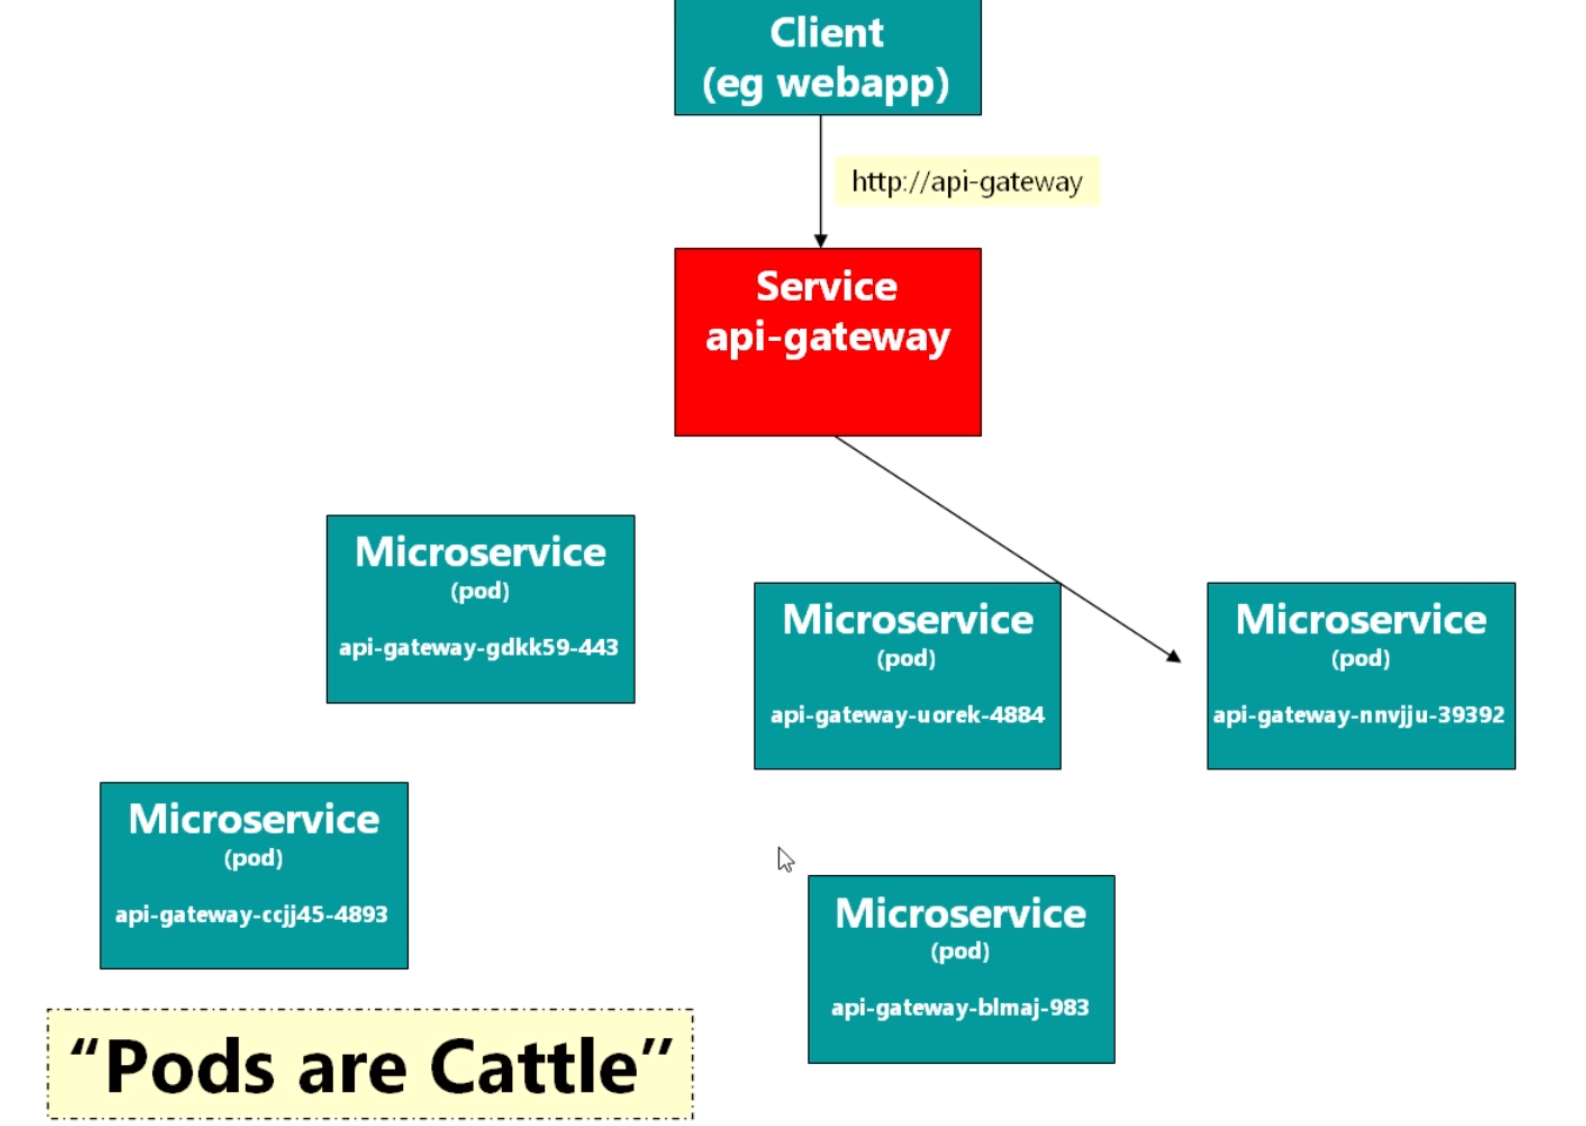 Client
(eg webapp)
http://api-gateway
Service
api-gateway
Microservice
(pod)
api-gateway-gdkk59-443
Microservice
(pod)
api-gateway-uorek-4884
Microservice
(pod)
api-gateway-nnvjju-39392
Microservice
(pod)
api-gateway-ccjj45-4893
Microservice
(pod)
api-gateway-blmaj-983
“Pods are Cattle”